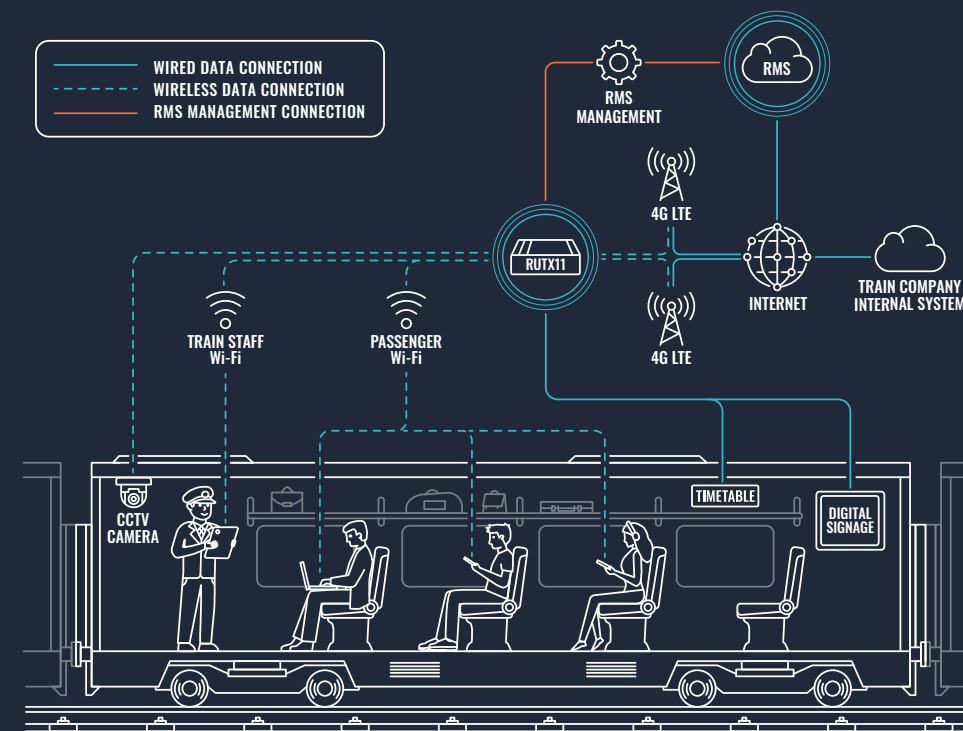 WIRED DATA CONNECTION
WIRELESS DATA CONNECTION
RMS MANAGEMENT CONNECTION
RMS
RMS
MANAGEMENT
4G LTE
RUTX11
INTERNET
TRAIN COMPANY
INTERNAL SYSTEM
TRAIN STAFF
Wi-Fi
PASSENGER
Wi-Fi
4G LTE
CCTV
CAMERA
TIMETABLE
DIGITAL
SIGNAGE